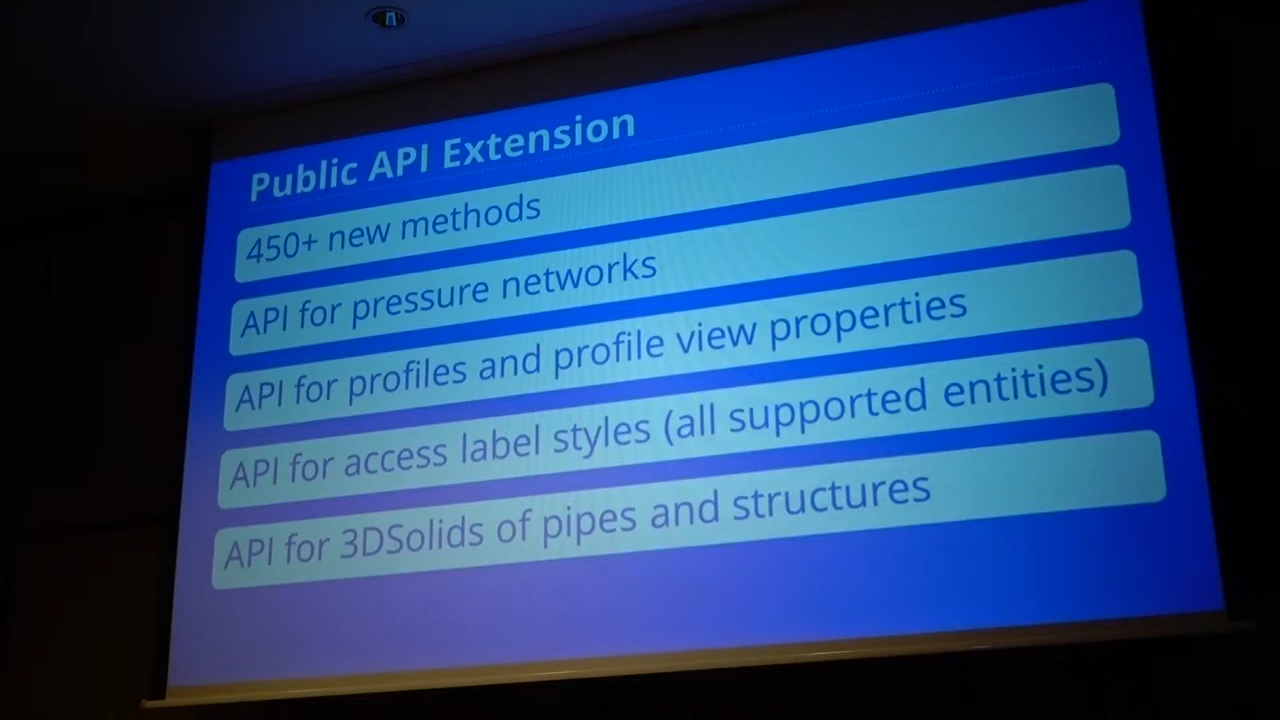 Public API Extension
450+ new methods
API for pressure networks
API for profiles and profile view properties
API for access label styles (all supported entities)
API for 3DSolids of pipes and structures